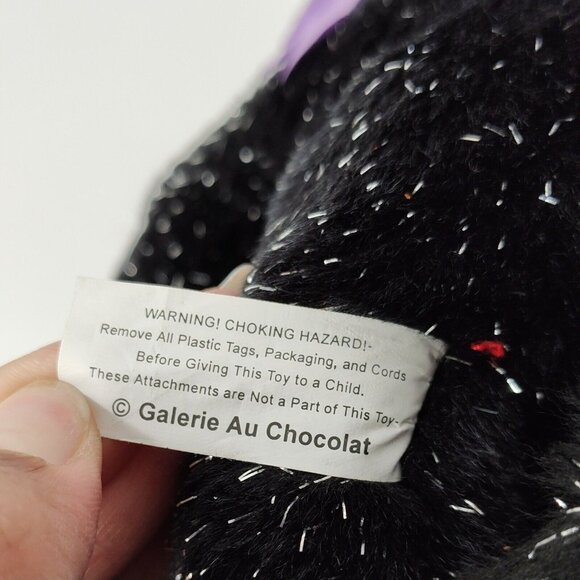 WARNING! CHOKING HAZARD!-
Remove All Plastic Tags, Packaging, and Cords
Before Giving This Toy to a Child.
These Attachments are Not a Part of This Toy-
© Galerie Au Chocolat